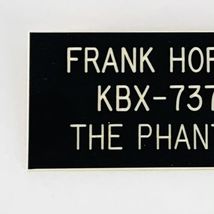 FRANK HOF
KBX-737
THE PHANT